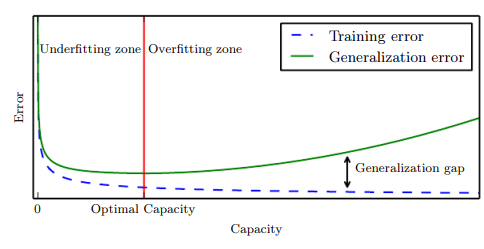 Underfitting zone
Overfitting zone
Training error
Generalization error
Error
Generalization gap
0
Optimal Capacity
Capacity